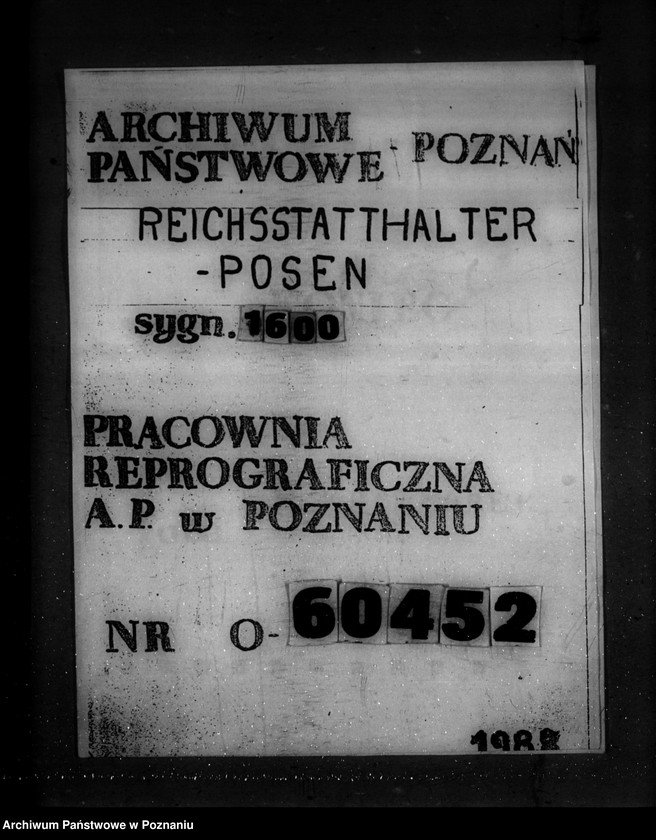 ARCHIWUM
PAŃSTWOWE - POZNAŃ
REICHSSTATTHALTER
-POSEN
sygn. 1600
PRACOWNIA
REPROGRAFICZNA
A.P. w POZNANIU
NR O-60452
Archiwum Państwowe w Poznaniu